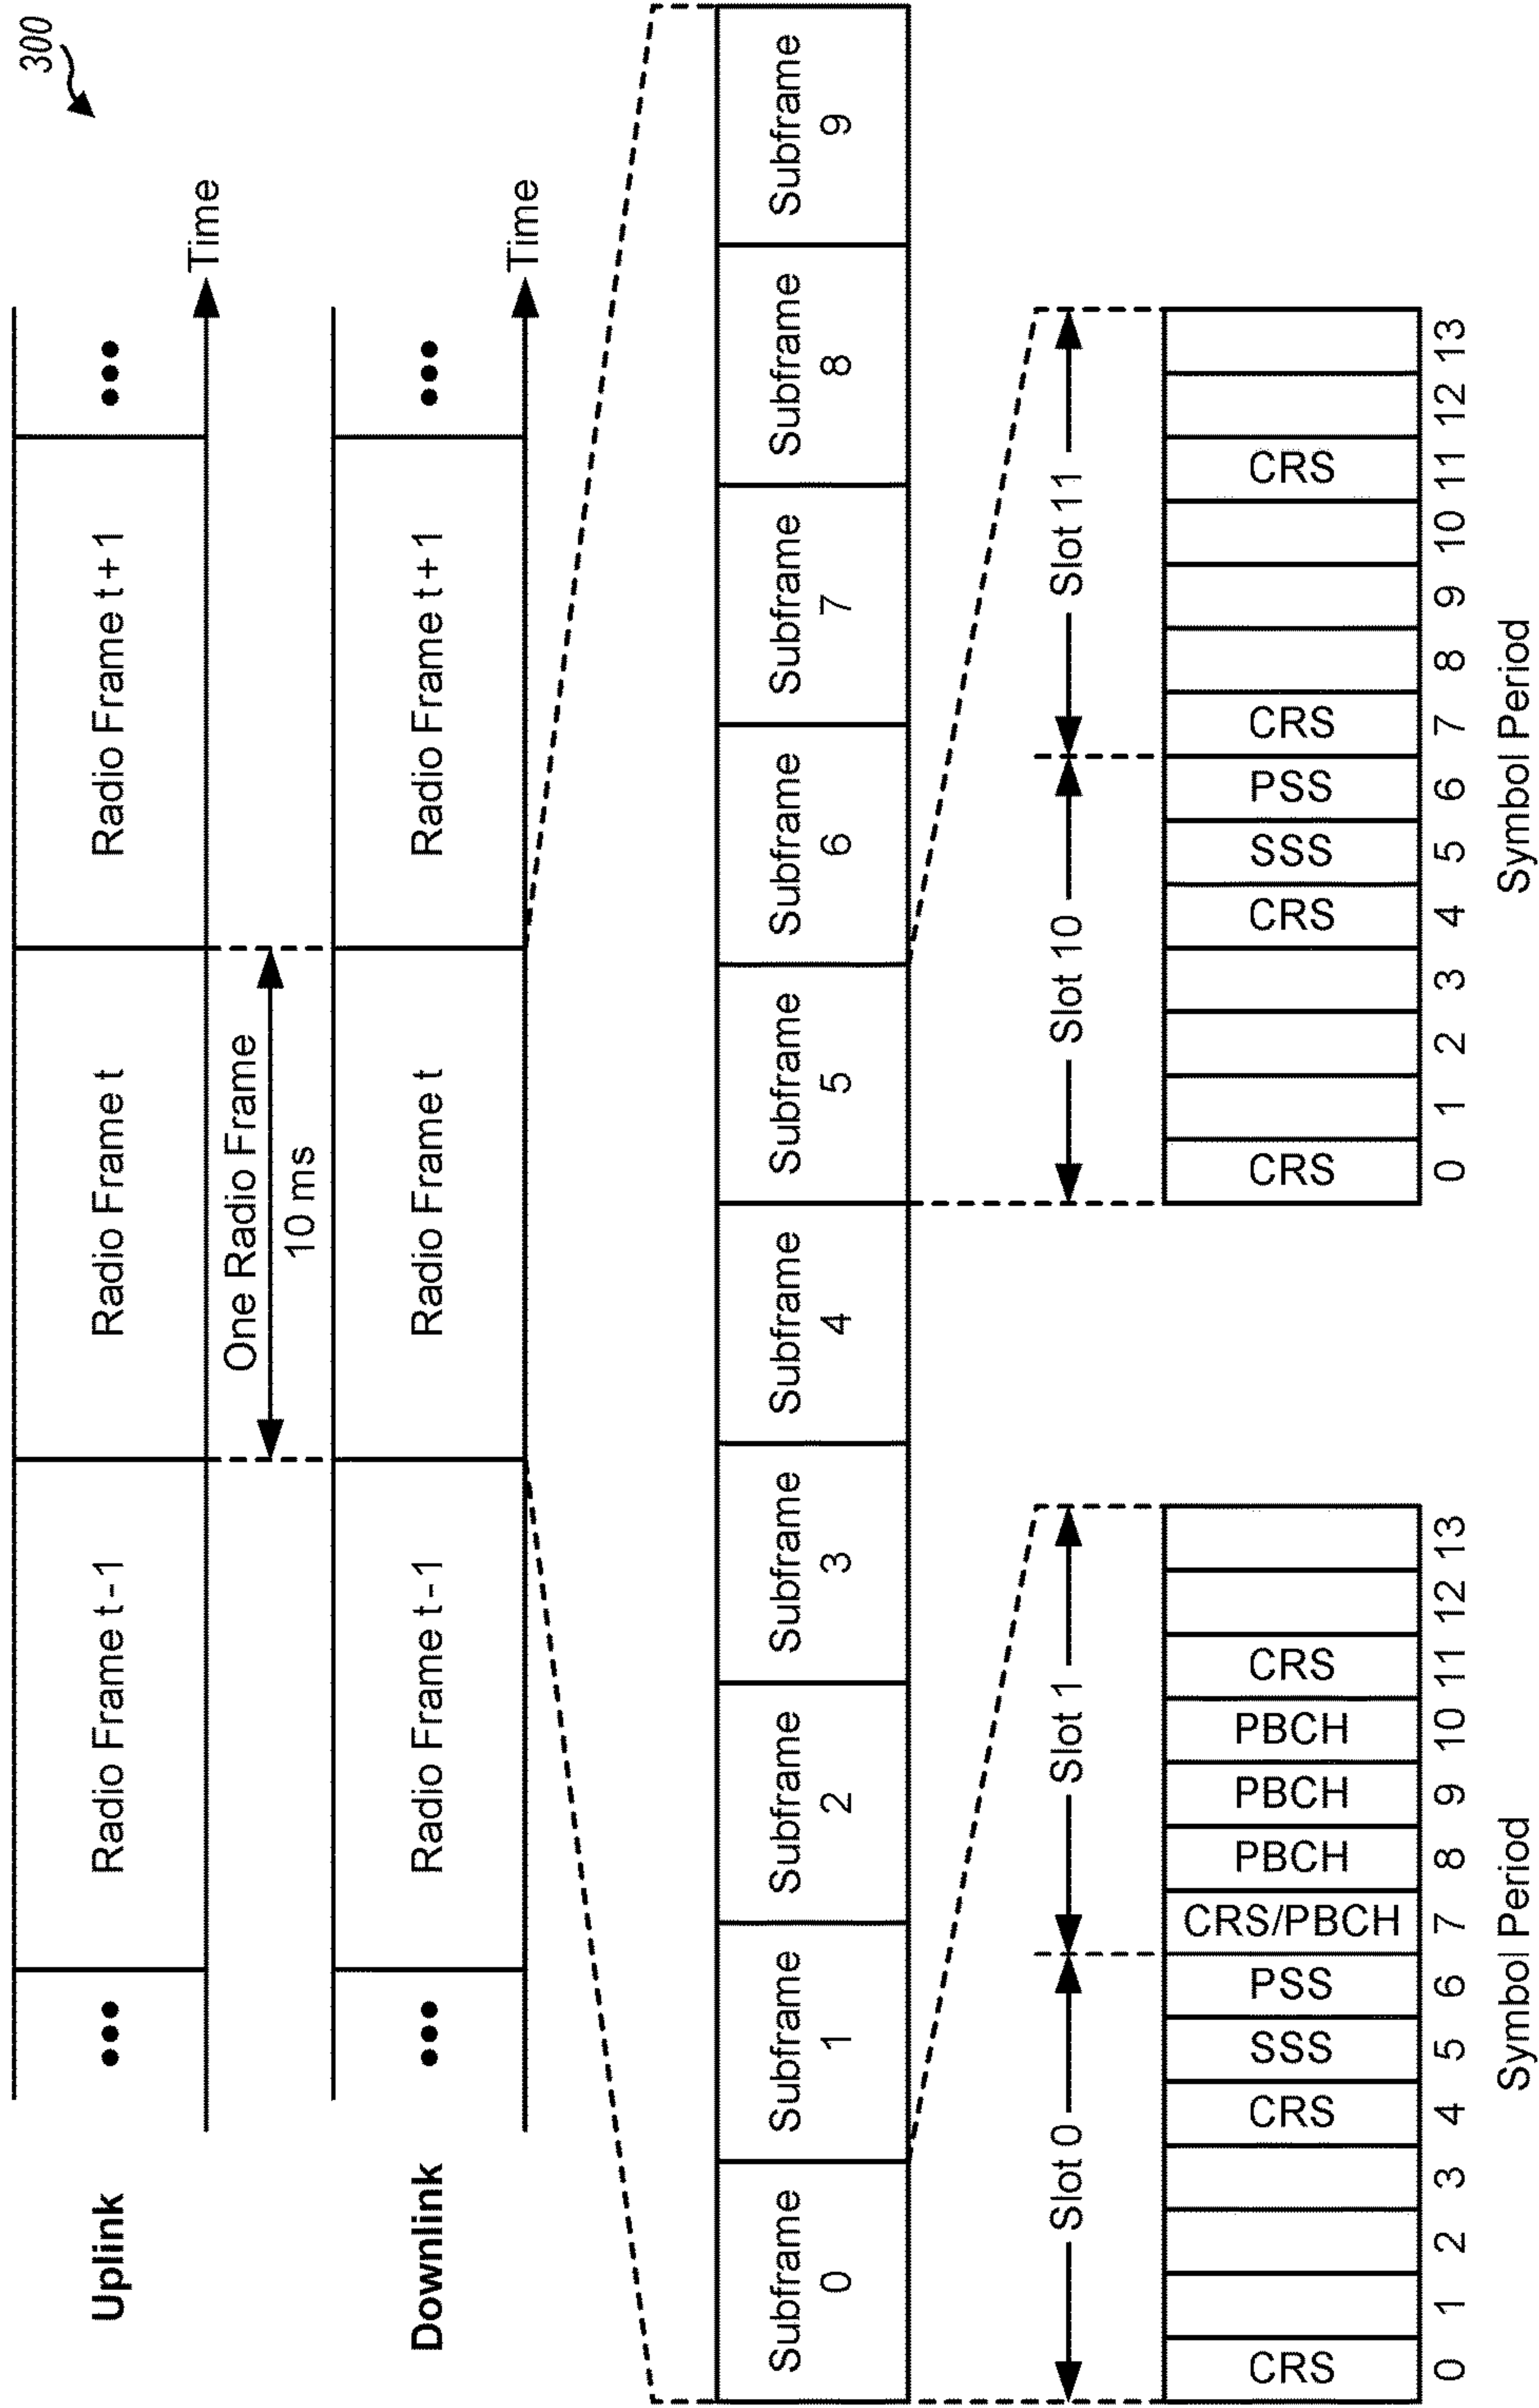 300
Uplink
•••
Radio Frame t-1
Radio Frame t
Radio Frame t+1
•••
Time
One Radio Frame
10 ms
Downlink
•••
Radio Frame t-1
Radio Frame t
Radio Frame t+1
•••
Time
Subframe
0
Subframe
1
Subframe
2
Subframe
3
Subframe
4
Subframe
5
Subframe
6
Subframe
7
Subframe
8
Subframe
9
Slot 0
Slot 1
CRS
CRS
SSS
PSS
CRS/PBCH
PBCH
PBCH
PBCH
CRS
0 1 2 3 4 5 6 7 8 9 10 11 12 13
Symbol Period
Slot 10
Slot 11
CRS
CRS
SSS
PSS
CRS
CRS
0 1 2 3 4 5 6 7 8 9 10 11 12 13
Symbol Period